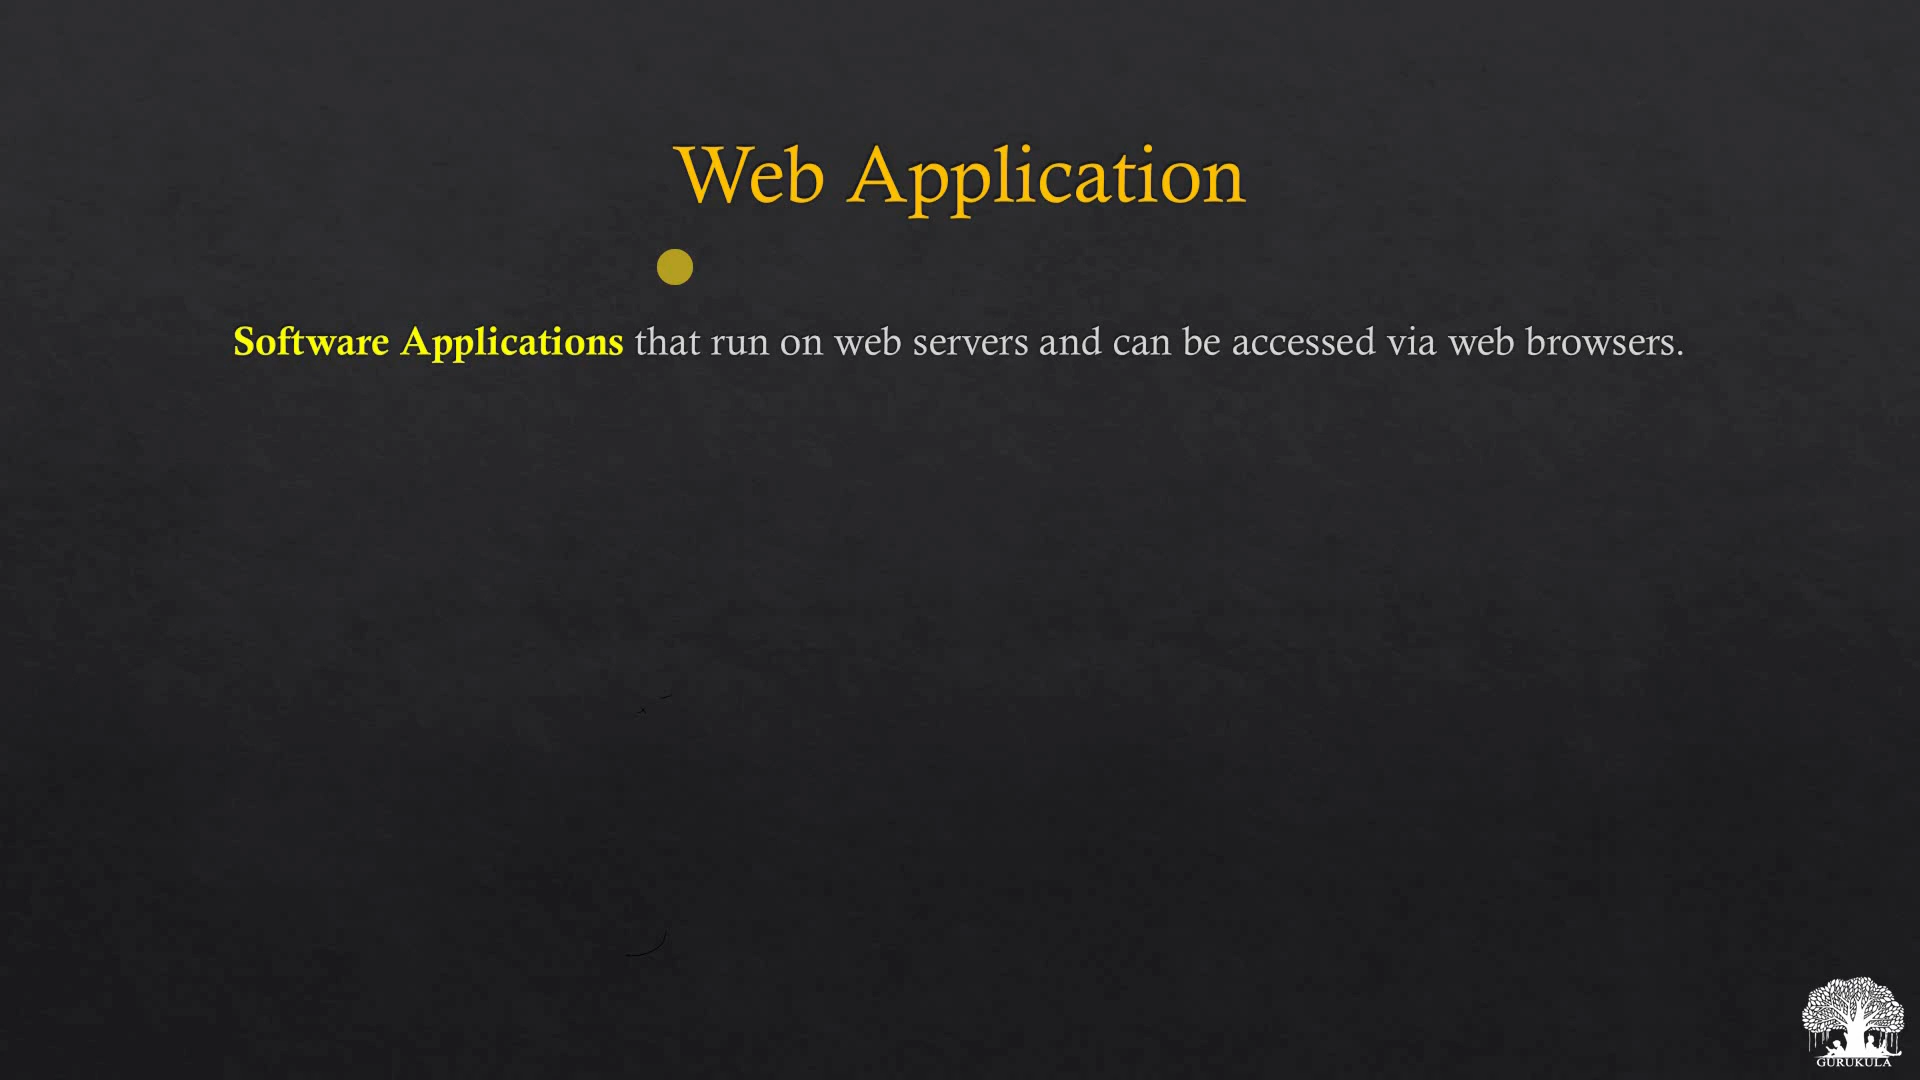 Web Application
Software Applications that run on web servers and can be accessed via web browsers.
GURUKULA